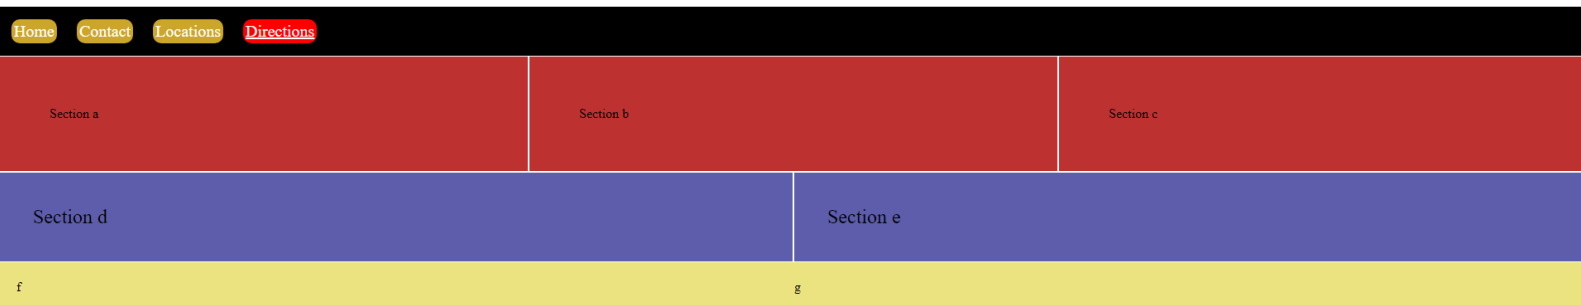 Home Contact Locations Directions
Section a Section b Section c
Section d Section e
f g